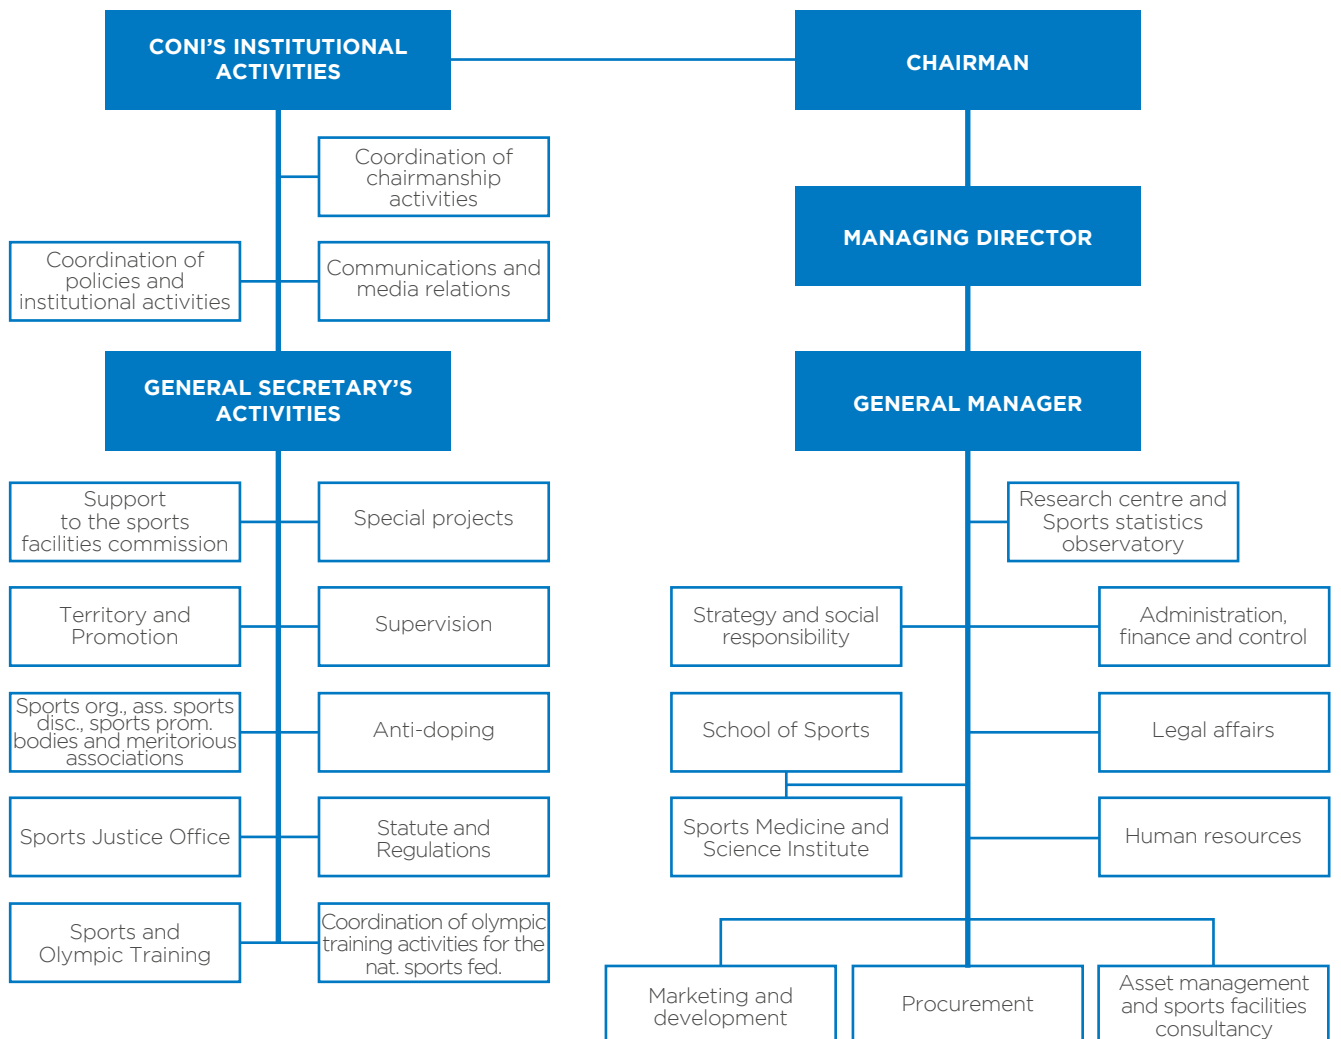 CONI’S INSTITUTIONAL
ACTIVITIES
CHAIRMAN
Coordination of
chairmanship
activities
MANAGING DIRECTOR
Coordination of
policies and
institutional activities
Communications and
media relations
GENERAL SECRETARY’S
ACTIVITIES
GENERAL MANAGER
Support
to the sports
facilities commission
Special projects
Research centre and
Sports statistics
observatory
Territory and
Promotion
Supervision
Strategy and social
responsibility
Administration,
finance and control
Sports org., ass. sports
disc., sports prom.
bodies and meritorious
associations
Anti-doping
School of Sports
Legal affairs
Sports Justice Office
Statute and
Regulations
Sports Medicine and
Science Institute
Human resources
Sports and
Olympic Training
Coordination of olympic
training activities for the
nat. sports fed.
Marketing and
development
Procurement
Asset management
and sports facilities
consultancy